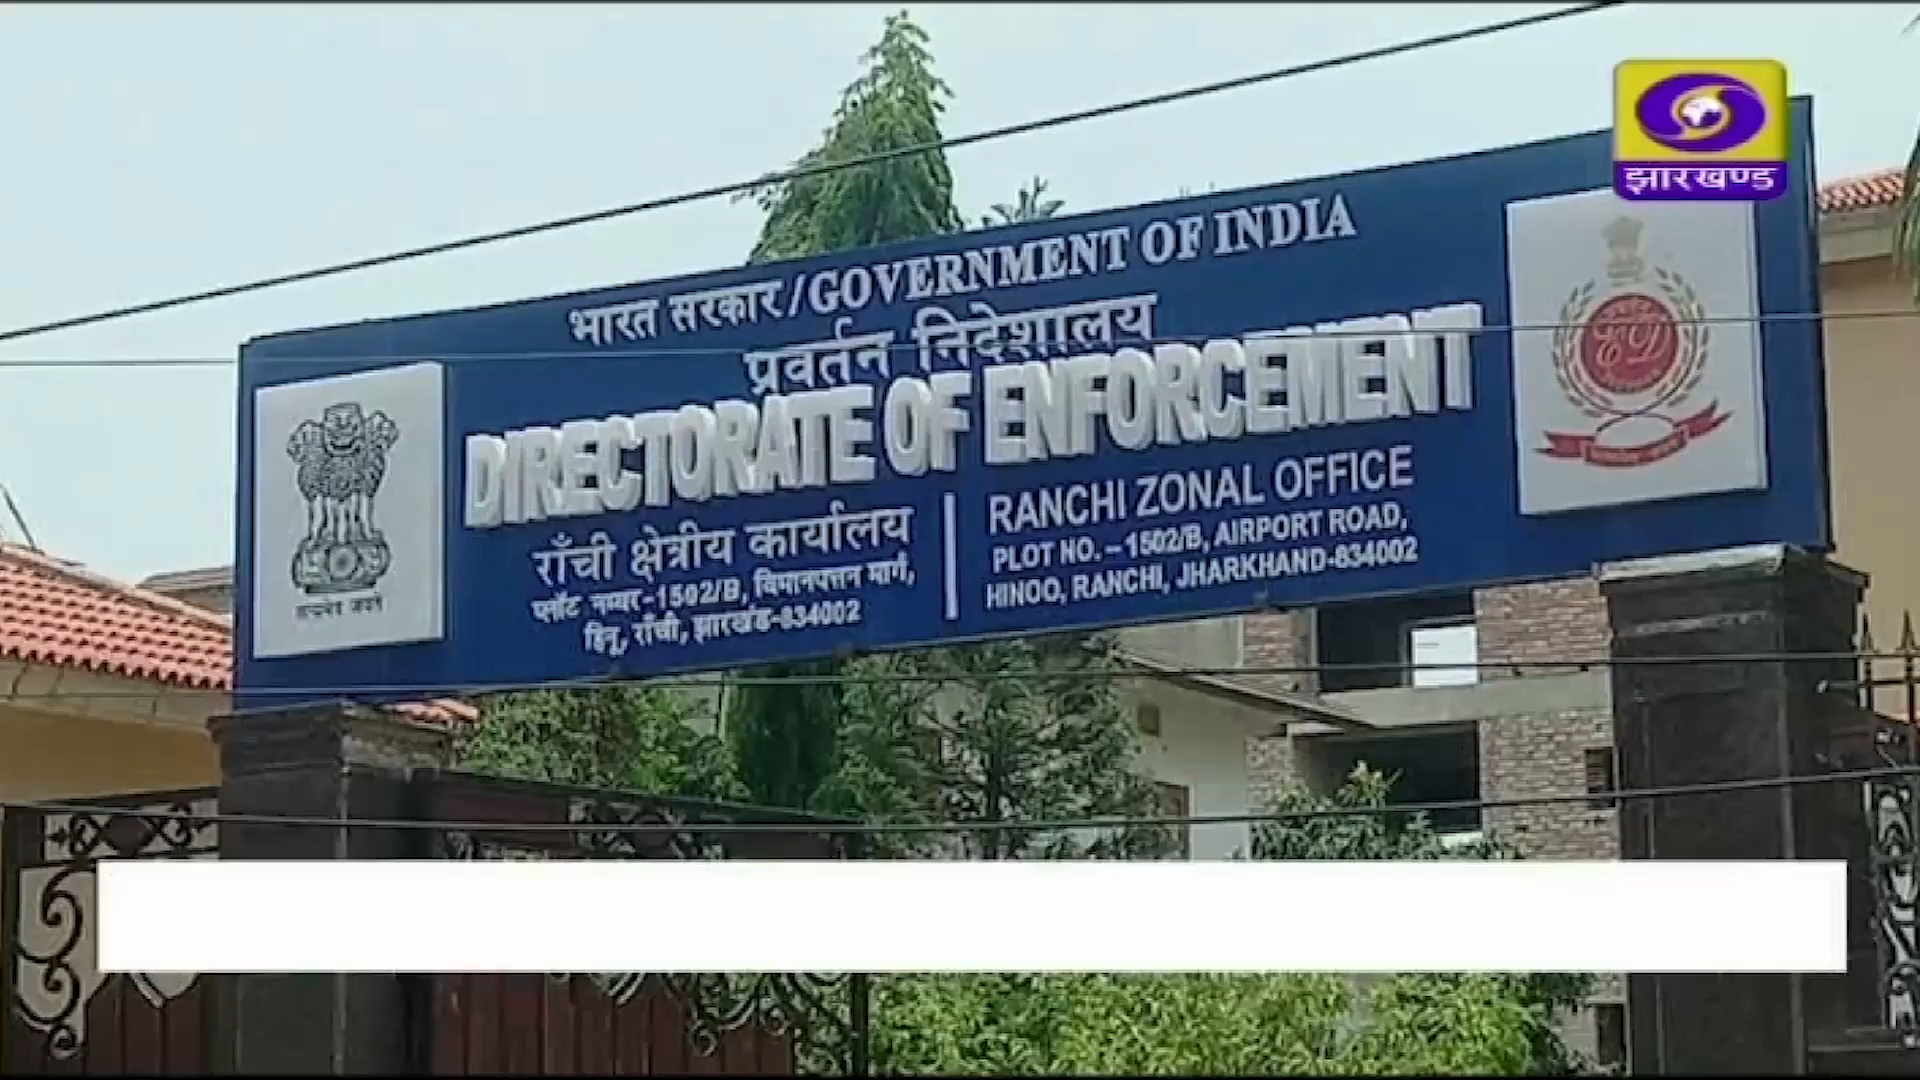 झारखण्ड
भारत सरकार/GOVERNMENT OF INDIA
प्रवर्तन निदेशालय
DIRECTORATE OF ENFORCEMENT
राँची क्षेत्रीय कार्यालय
प्लॉट नम्बर-1502/B, विमानपत्तन मार्ग,
हिनू, राँची, झारखंड-834002
RANCHI ZONAL OFFICE
PLOT NO. – 1502/B, AIRPORT ROAD,
HINOO, RANCHI, JHARKHAND-834002
सत्यमेव जयते
ED